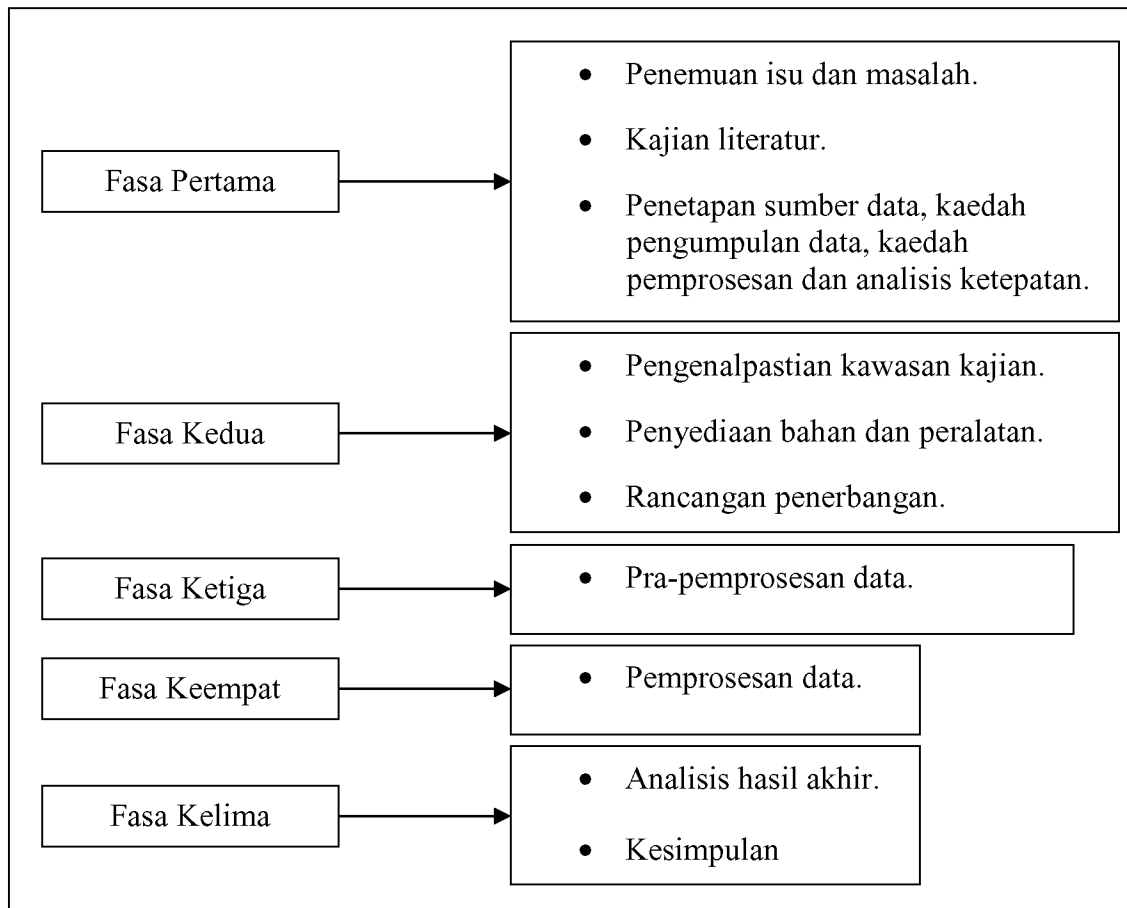 Fasa Pertama
• Penemuan isu dan masalah.
• Kajian literatur.
• Penetapan sumber data, kaedah
pengumpulan data, kaedah
pemprosesan dan analisis ketepatan.
Fasa Kedua
• Pengenalpastian kawasan kajian.
• Penyediaan bahan dan peralatan.
• Rancangan penerbangan.
Fasa Ketiga
• Pra-pemprosesan data.
Fasa Keempat
• Pemprosesan data.
Fasa Kelima
• Analisis hasil akhir.
• Kesimpulan